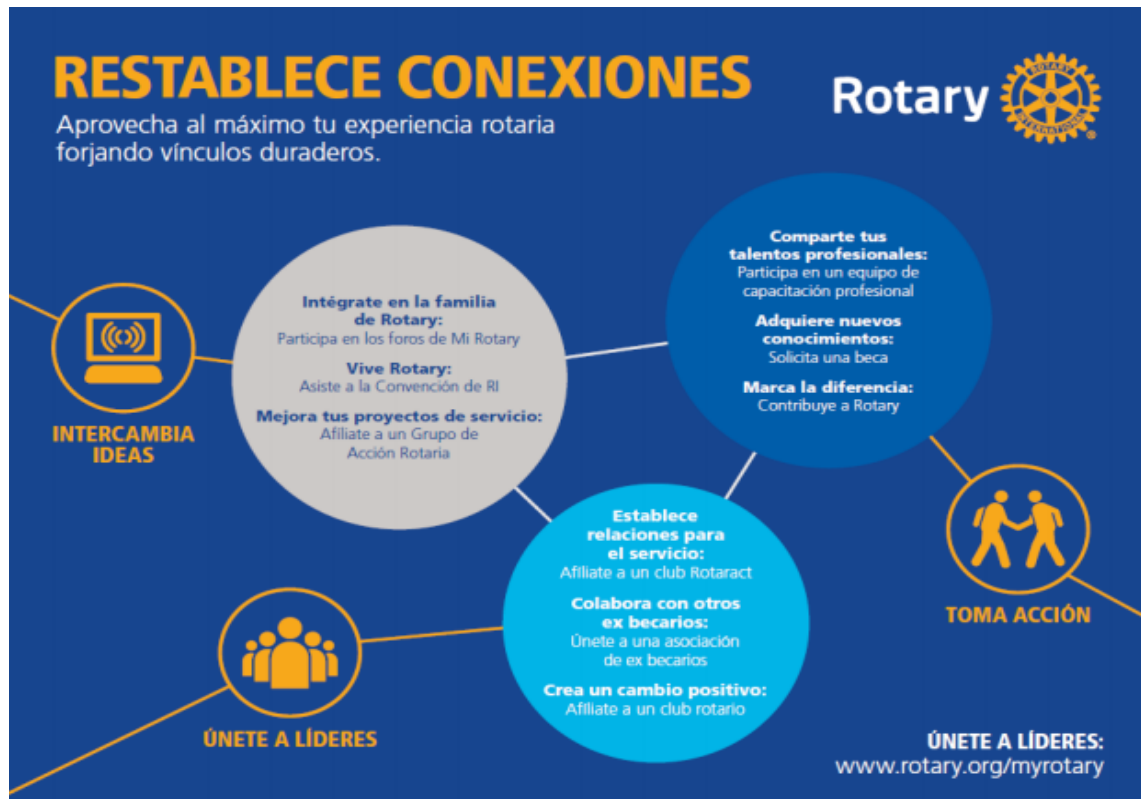 RESTABLECE CONEXIONES
Aprovecha al máximo tu experiencia rotaria
forjando vínculos duraderos.
Rotary
ROTARY
INTERNATIONAL
Intégrate en la familia
de Rotary:
Participa en los foros de Mi Rotary
Vive Rotary:
Asiste a la Convención de RI
Mejora tus proyectos de servicio:
Afíliate a un Grupo de
Acción Rotaria
INTERCAMBIA
IDEAS
Comparte tus
talentos profesionales:
Participa en un equipo de
capacitación profesional
Adquiere nuevos
conocimientos:
Solicita una beca
Marca la diferencia:
Contribuye a Rotary
TOMA ACCIÓN
Establece
relaciones para
el servicio:
Afíliate a un club Rotaract
Colabora con otros
ex becarios:
Únete a una asociación
de ex becarios
Crea un cambio positivo:
Afíliate a un club rotario
ÚNETE A LÍDERES
ÚNETE A LÍDERES:
www.rotary.org/myrotary